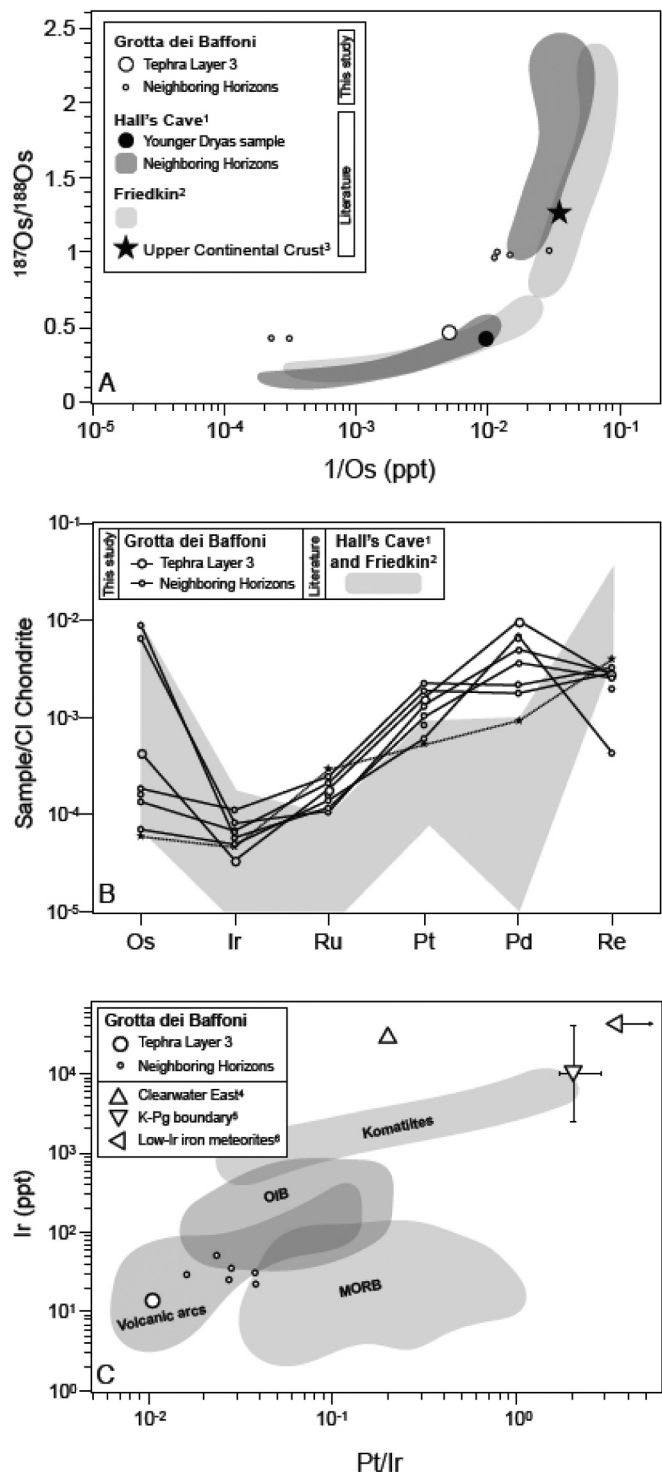 2.5
2
1.5
1
0.5
0
187Os/188Os
Grotta dei Baffoni
Tephra Layer 3
Neighboring Horizons
This study
Hall's Cave1
Younger Dryas sample
Neighboring Horizons
Friedkin2
Upper Continental Crust3
Literature
A
10-5
10-4
10-3
10-2
10-1
1/Os (ppt)
10-1
10-2
10-3
10-4
10-5
Sample/CI Chondrite
This study
Grotta dei Baffoni
Tephra Layer 3
Neighboring Horizons
Literature
Hall's Cave1
and Friedkin2
B
Os
Ir
Ru
Pt
Pd
Re
104
103
102
101
100
Ir (ppt)
Grotta dei Baffoni
Tephra Layer 3
Neighboring Horizons
Clearwater East4
K-Pg boundary5
Low-Ir iron meteorites6
Komatiites
OIB
MORB
Volcanic arcs
C
10-2
10-1
100
Pt/Ir